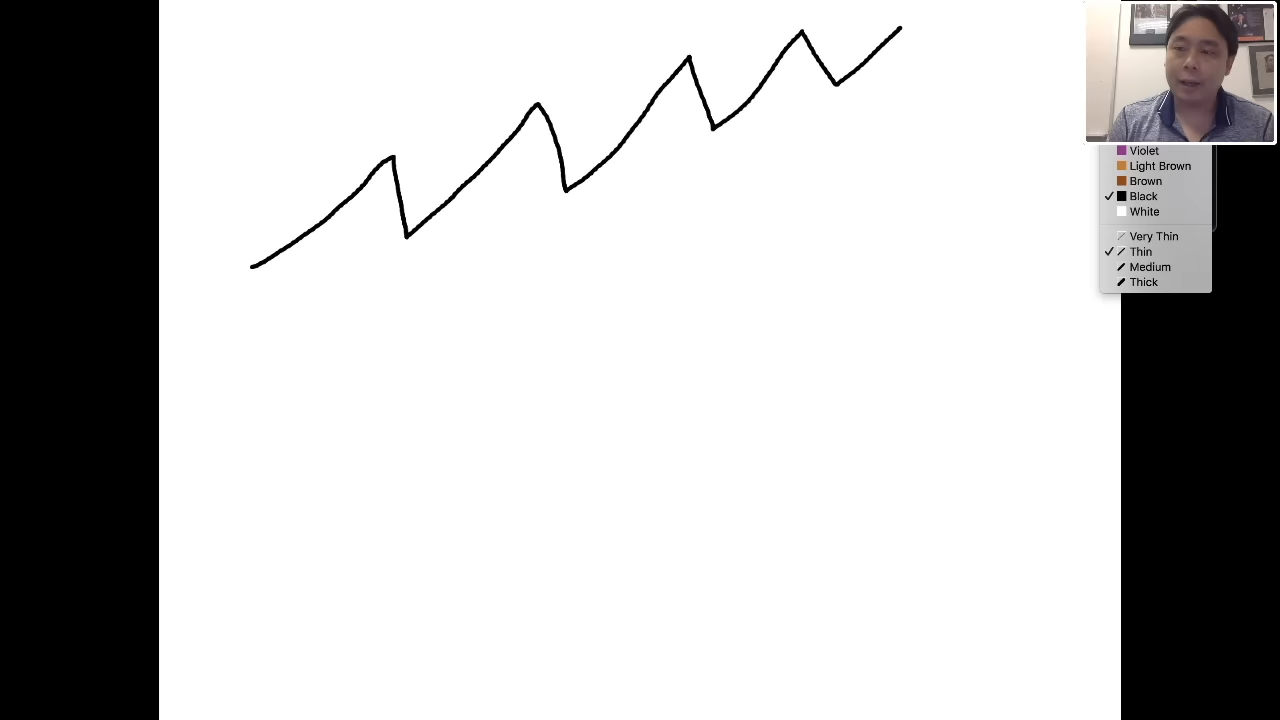 Violet
Light Brown
Brown
Black
White
Very Thin
Thin
Medium
Thick